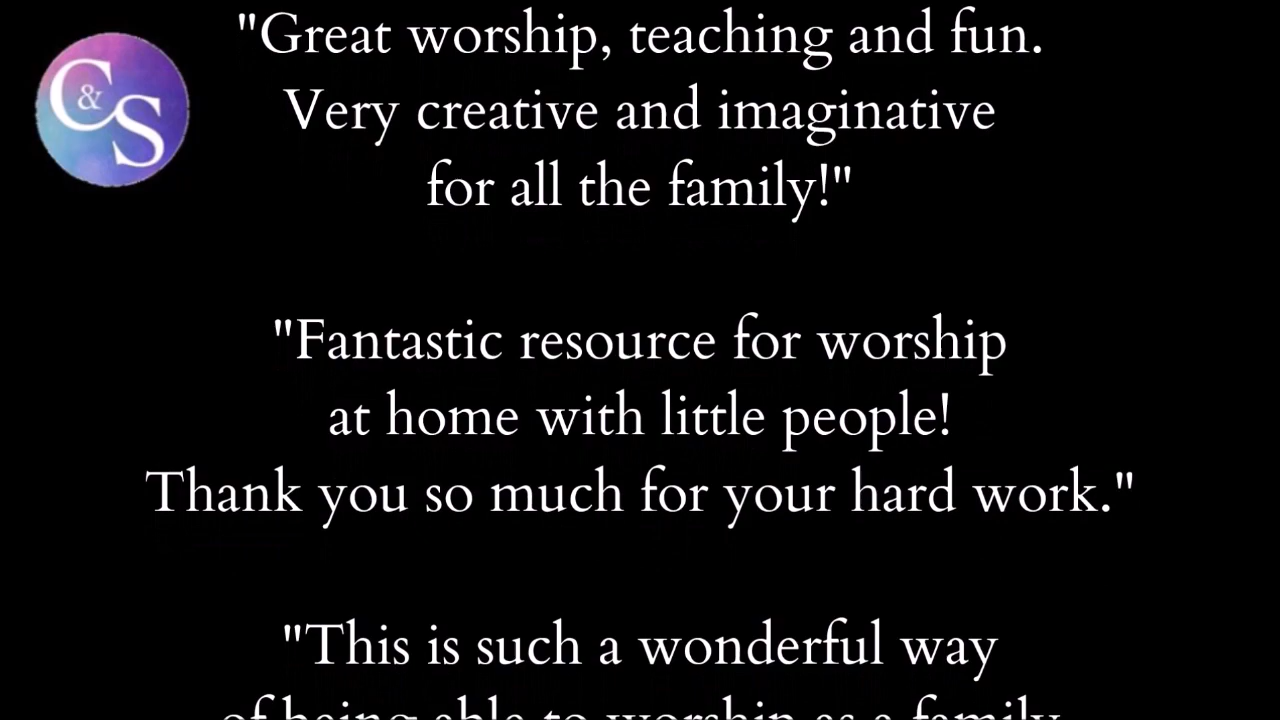 "Great worship, teaching and fun.
C&S
Very creative and imaginative
for all the family!"
"Fantastic resource for worship
at home with little people!
Thank you so much for your hard work."
"This is such a wonderful way
of being able to worship as a family